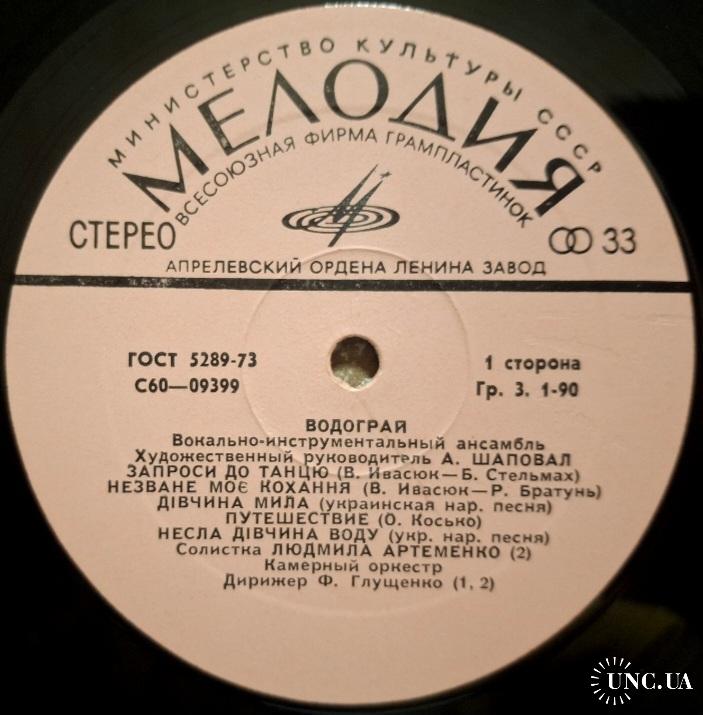 МИНИСТЕРСТВО КУЛЬТУРЫ СССР
МЕЛОДИЯ
ВСЕСОЮЗНАЯ ФИРМА ГРАМПЛАСТИНОК
СТЕРЕО
33
АПРЕЛЕВСКИЙ ОРДЕНА ЛЕНИНА ЗАВОД
ГОСТ 5289-73
1 сторона
С60—09399
Гр. 3. 1-90
ВОДОГРАЙ
Вокально-инструментальный ансамбль
Художественный руководитель А. ШАПОВАЛ
ЗАПРОСИ ДО ТАНЦЮ (В. Ивасюк—Б. Стельмах)
НЕЗВАНЕ МОЄ КОХАННЯ (В. Ивасюк—Р. Братунь)
ДІВЧИНА МИЛА (украинская нар. песня)
ПУТЕШЕСТВИЕ (О. Косько)
НЕСЛА ДІВЧИНА ВОДУ (укр. нар. песня)
Солистка ЛЮДМИЛА АРТЕМЕНКО (2)
Камерный оркестр
Дирижер Ф. Глущенко (1, 2)
UNC.UA